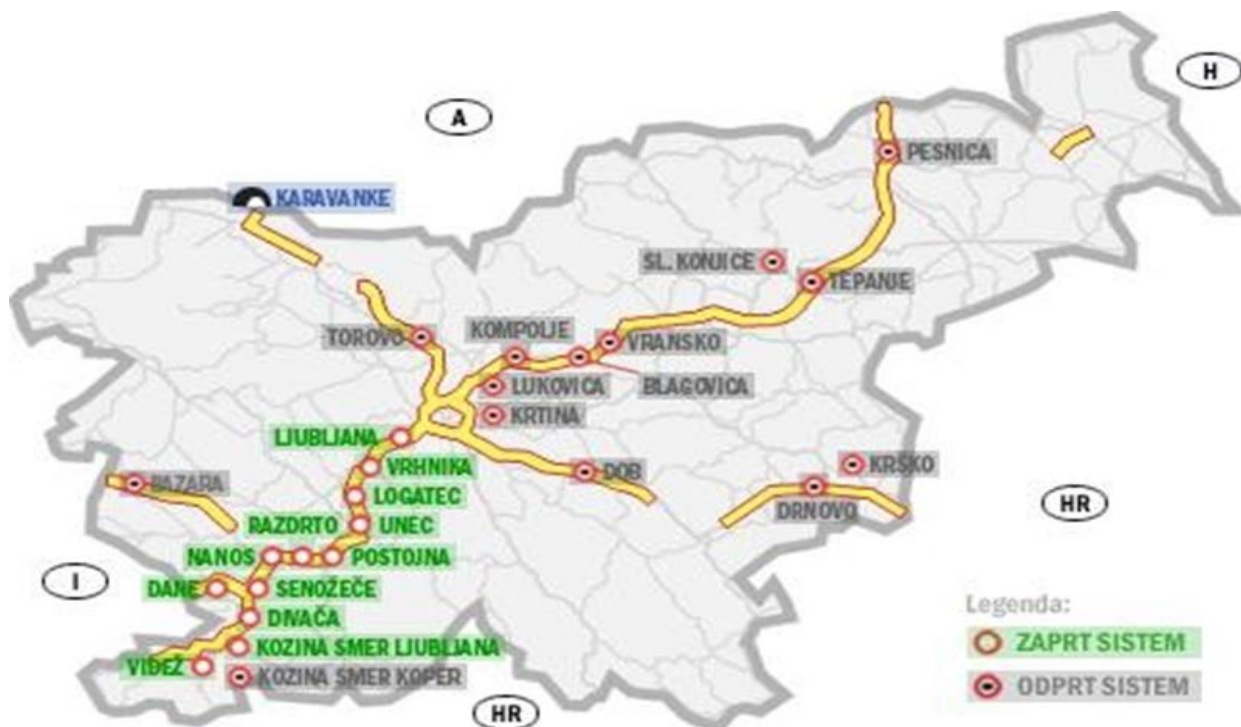 H
A
PESNICA
KARAVANKE
SL. KONJICE
TEPANJE
KOMPOLJE
TOROVO
VRANSKO
LUKOVICA
BLAGOVICA
KRTINA
LJUBLJANA
VRHNIKA
DOB
KRŠKO
BAZARA
LOGATEC
HR
DRNOVO
RAZDRTO
UNEC
NANOS
POSTOJNA
I
DANE
SENOŽEČE
Legenda:
DIVAČA
KOZINA SMER LJUBLJANA
ZAPRT SISTEM
VIDEŽ
KOZINA SMER KOPER
ODPRT SISTEM
HR